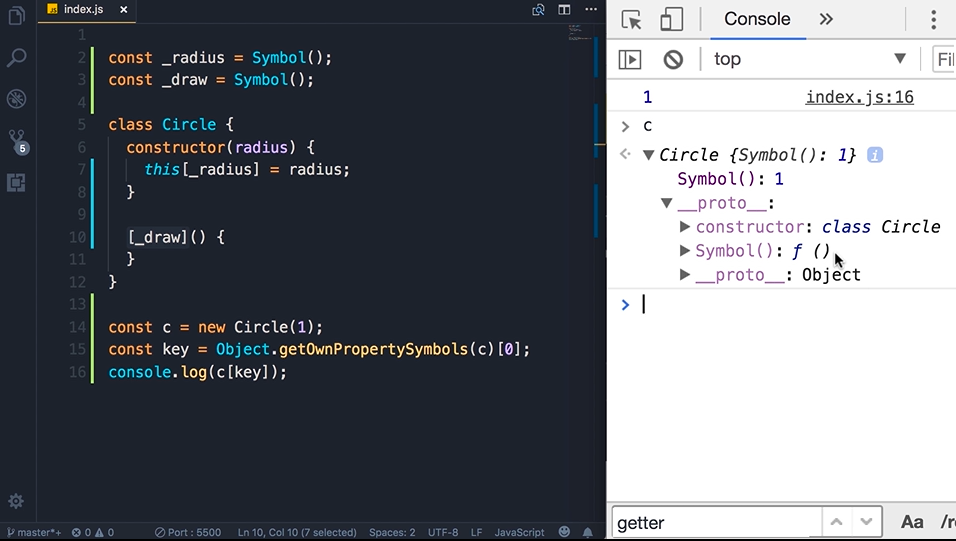 index.js ×
1
2 const _radius = Symbol();
3 const _draw = Symbol();
4
5 class Circle {
6 constructor(radius) {
7 this[_radius] = radius;
8 }
9
10 [_draw]() {
11 }
12 }
13
14 const c = new Circle(1);
15 const key = Object.getOwnPropertySymbols(c)[0];
16 console.log(c[key]);
5
master*+ 0 0 Port : 5500 Ln 10, Col 10 (7 selected) Spaces: 2 UTF-8 LF JavaScript
Console »
top ▼ Fil
1 index.js:16
> c
Circle {Symbol(): 1} i
Symbol(): 1
__proto__:
constructor: class Circle
Symbol(): ƒ ()
__proto__: Object
>
getter Aa